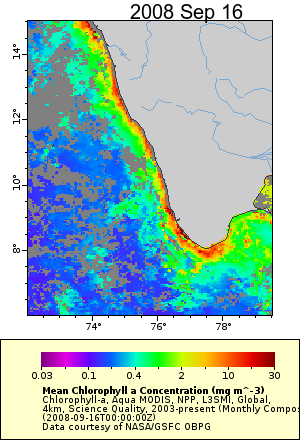 2008 Sep 16
14°
12°
10°
8°
74° 76° 78°
0.03 0.1 0.4 2 10 30
Mean Chlorophyll a Concentration (mg m^-3)
Chlorophyll-a, Aqua MODIS, NPP, L3SMI, Global,
4km, Science Quality, 2003-present (Monthly Compos
(2008-09-16T00:00:00Z)
Data courtesy of NASA/GSFC OBPG